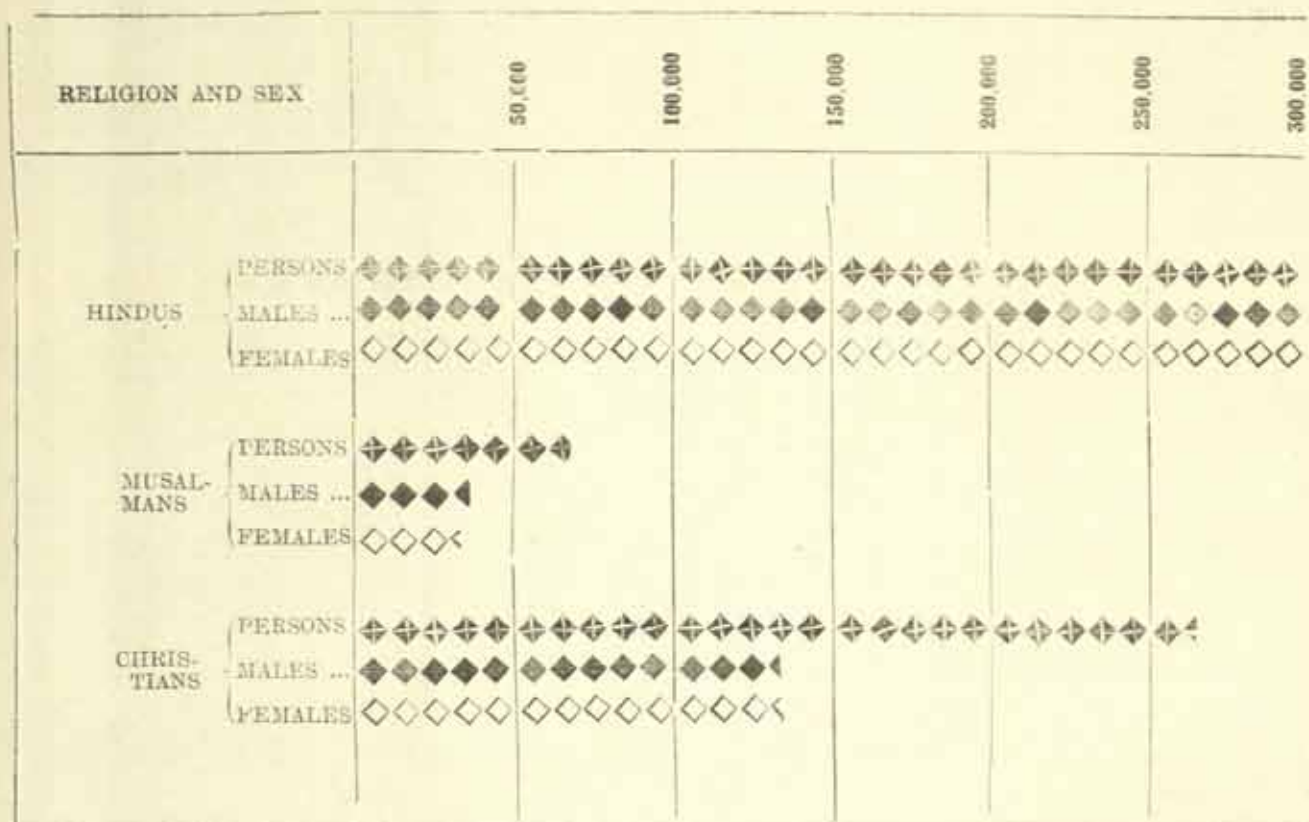 RELIGION AND SEX
50,000
100,000
150,000
200,000
250,000
300,000
HINDUS
PERSONS
MALES ...
FEMALES
MUSAL-
MANS
PERSONS
MALES ...
FEMALES
CHRIS-
TIANS
PERSONS
MALES ...
FEMALES